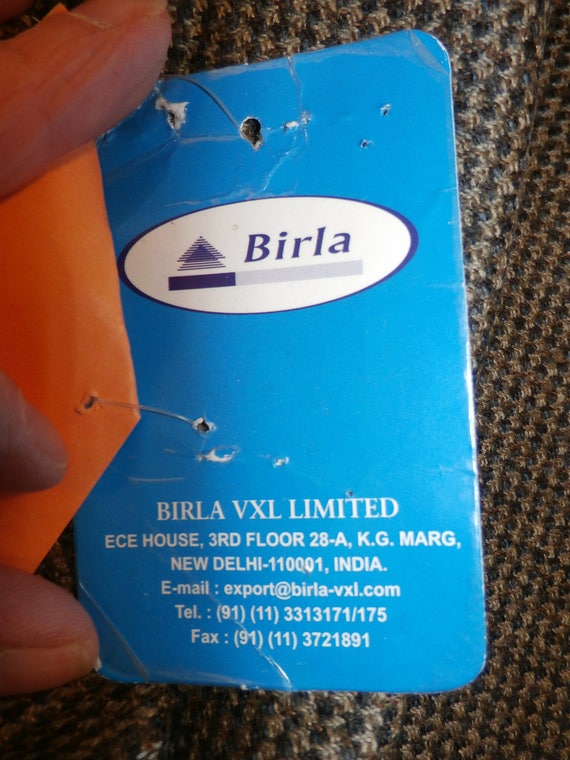 Birla
BIRLA VXL LIMITED
ECE HOUSE, 3RD FLOOR 28-A, K.G. MARG,
NEW DELHI-110001, INDIA.
E-mail : export@birla-vxl.com
Tel. : (91) (11) 3313171/175
Fax : (91) (11) 3721891